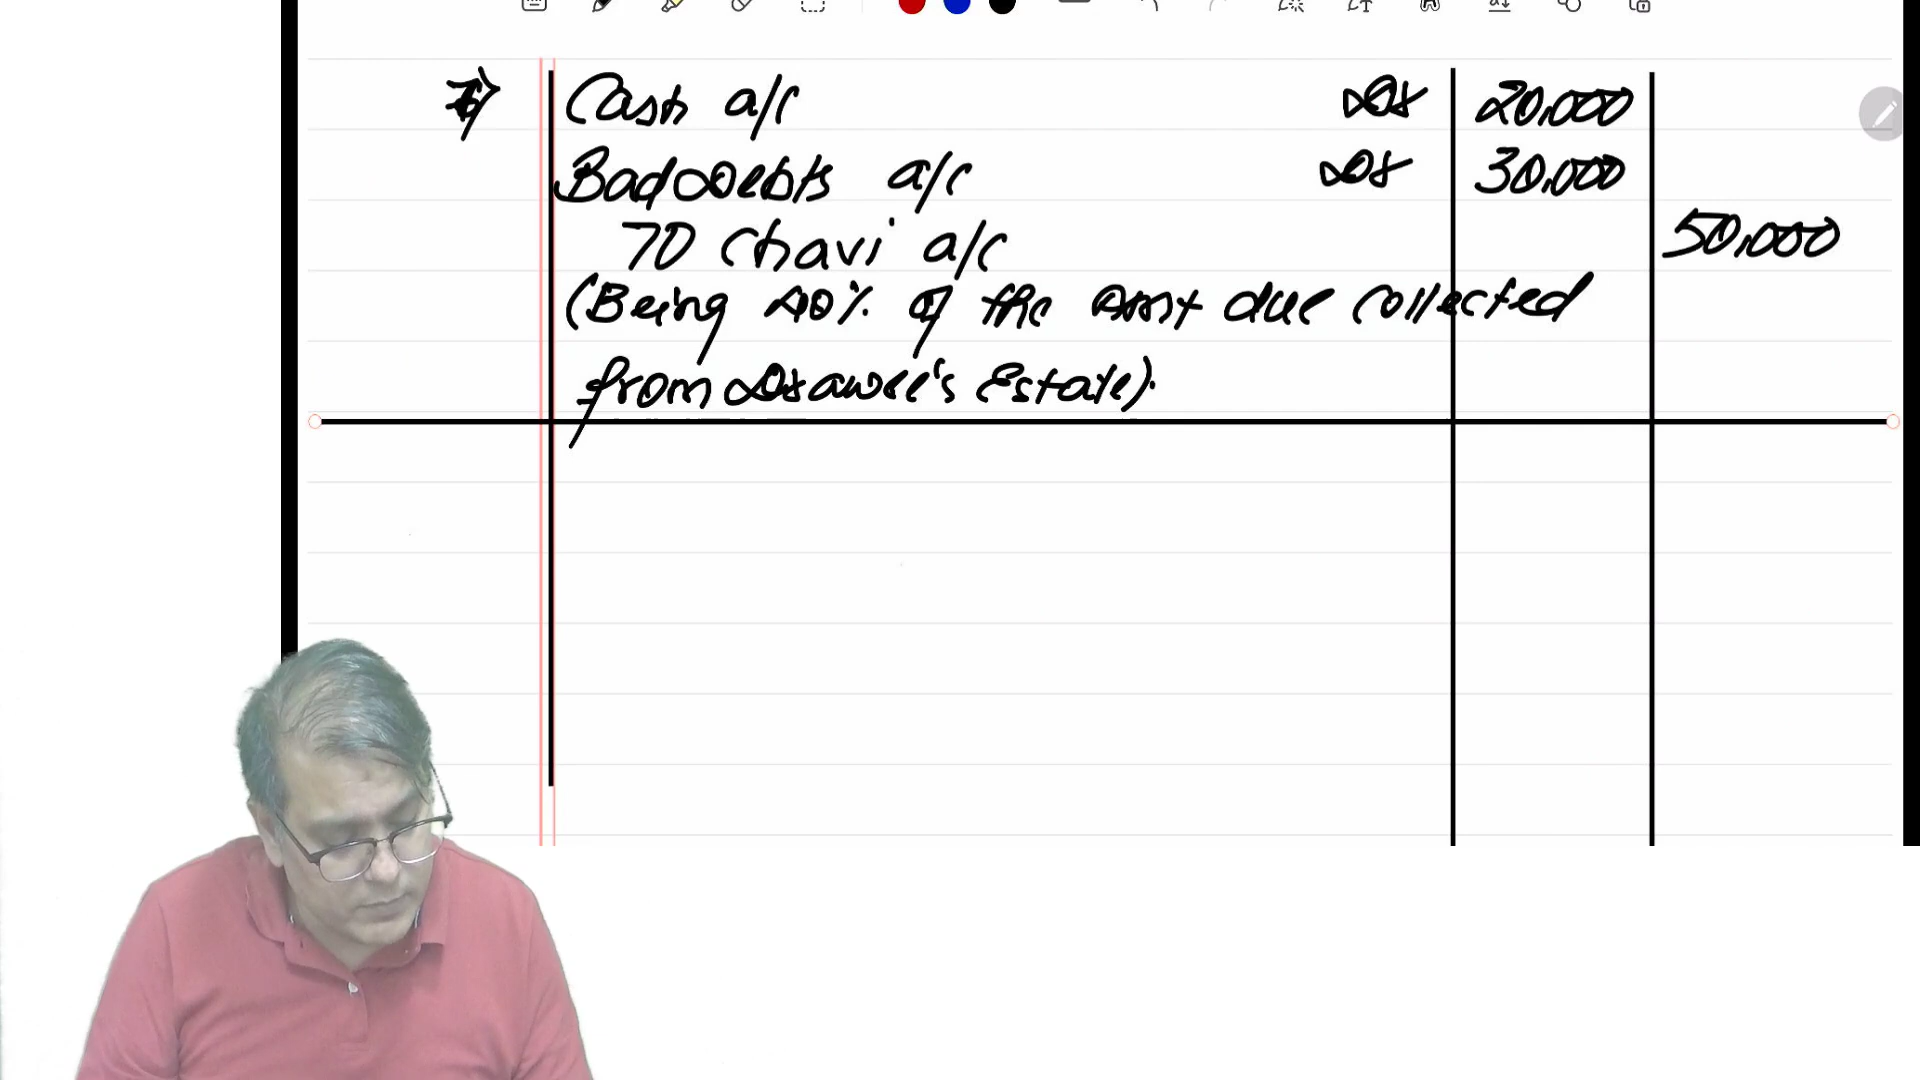 Cash a/c Dr 20,000
Bad Debts a/c Dr 30,000
To Chavi a/c 50,000
(Being 40% of the Amt due collected
from Drawee's Estate).